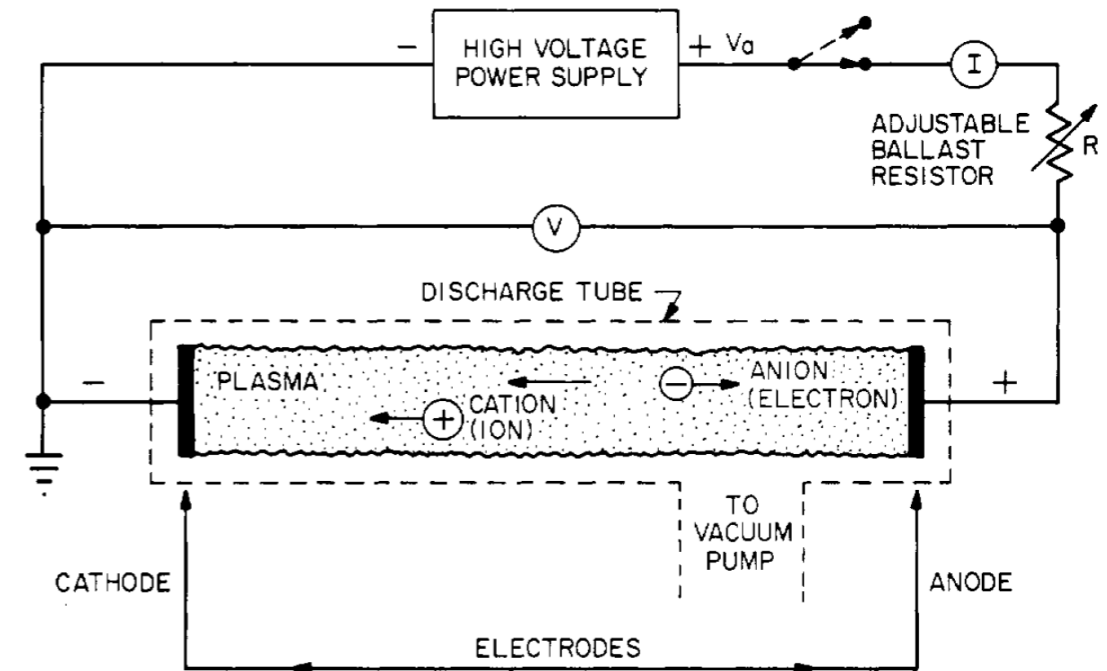 − HIGH VOLTAGE + Va
POWER SUPPLY
I
ADJUSTABLE
BALLAST
RESISTOR
R
V
DISCHARGE TUBE
− PLASMA − ANION +
(ELECTRON)
+ CATION
(ION)
TO
VACUUM
PUMP
CATHODE
ANODE
ELECTRODES